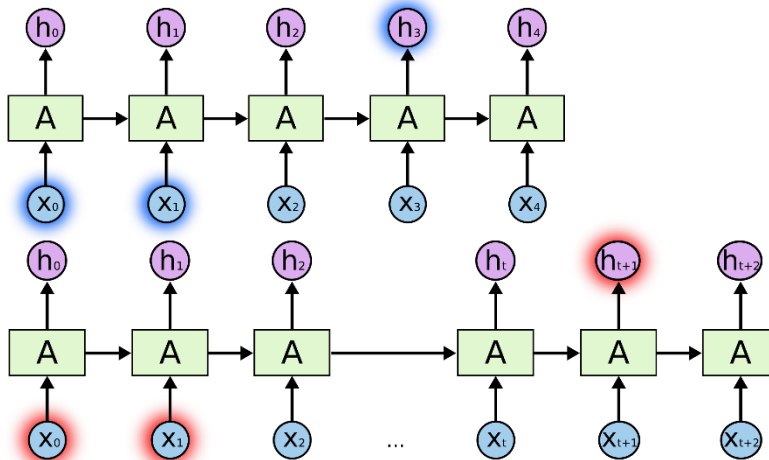 h₀ h₁ h₂ h₃ h₄
A A A A A
x₀ x₁ x₂ x₃ x₄
h₀ h₁ h₂ hₜ hₜ₊₁ hₜ₊₂
A A A A A A
x₀ x₁ x₂ ... xₜ xₜ₊₁ xₜ₊₂